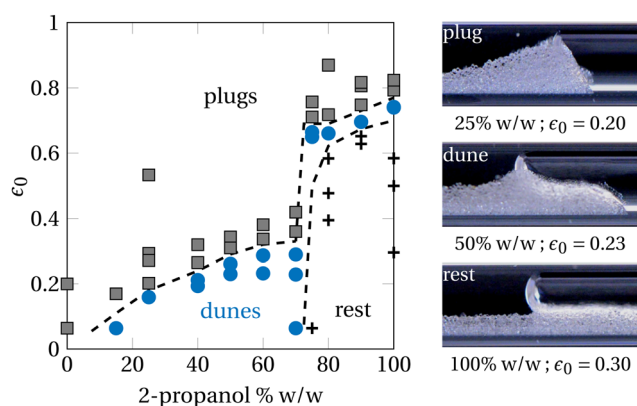 1
0.8
0.6
0.4
0.2
0
ϵ0
plugs
dunes
rest
0 20 40 60 80 100
2-propanol % w/w
plug
25% w/w ; ϵ0 = 0.20
dune
50% w/w ; ϵ0 = 0.23
rest
100% w/w ; ϵ0 = 0.30